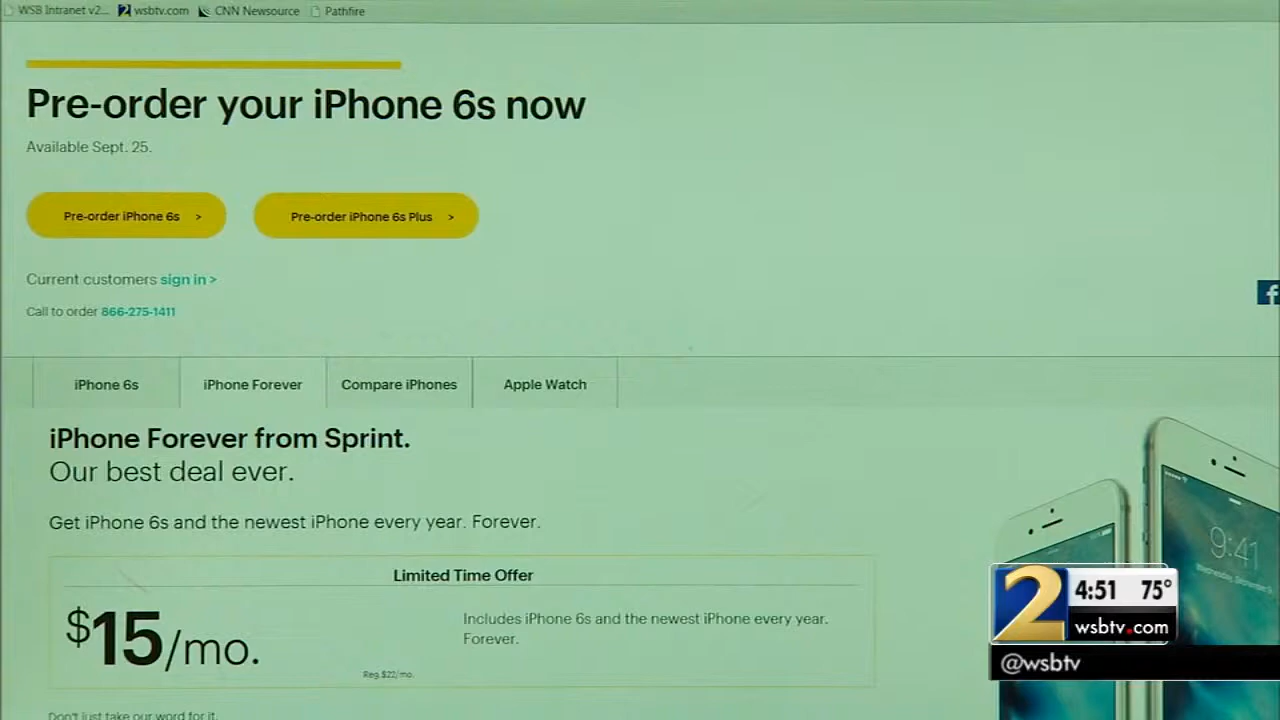 WSB Intranet v2... wsbtv.com CNN Newsource Pathfire
Pre-order your iPhone 6s now
Available Sept. 25.
Pre-order iPhone 6s > Pre-order iPhone 6s Plus >
Current customers sign in >
Call to order 866-275-1411
f
iPhone 6s iPhone Forever Compare iPhones Apple Watch
iPhone Forever from Sprint.
Our best deal ever.
Get iPhone 6s and the newest iPhone every year. Forever.
9:41
Limited Time Offer
$15/mo.
Includes iPhone 6s and the newest iPhone every year.
Forever.
Reg.$22/mo.
2 4:51 75°
wsbtv.com
@wsbtv
Don't just take our word for it.